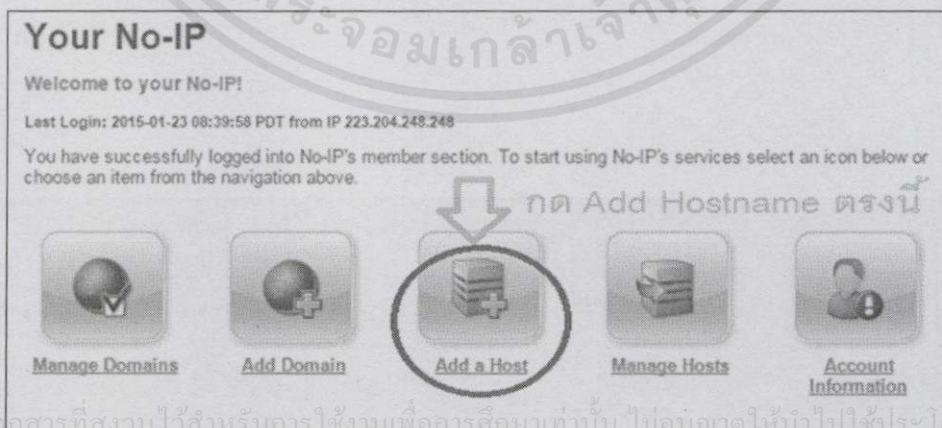 Your No-IP
Welcome to your No-IP!
Last Login: 2015-01-23 08:39:58 PDT from IP 223.204.248.248
You have successfully logged into No-IP's member section. To start using No-IP's services select an icon below or
choose an item from the navigation above.
กด Add Hostname ตรงนี้
Manage Domains
Add Domain
Add a Host
Manage Hosts
Account
Information